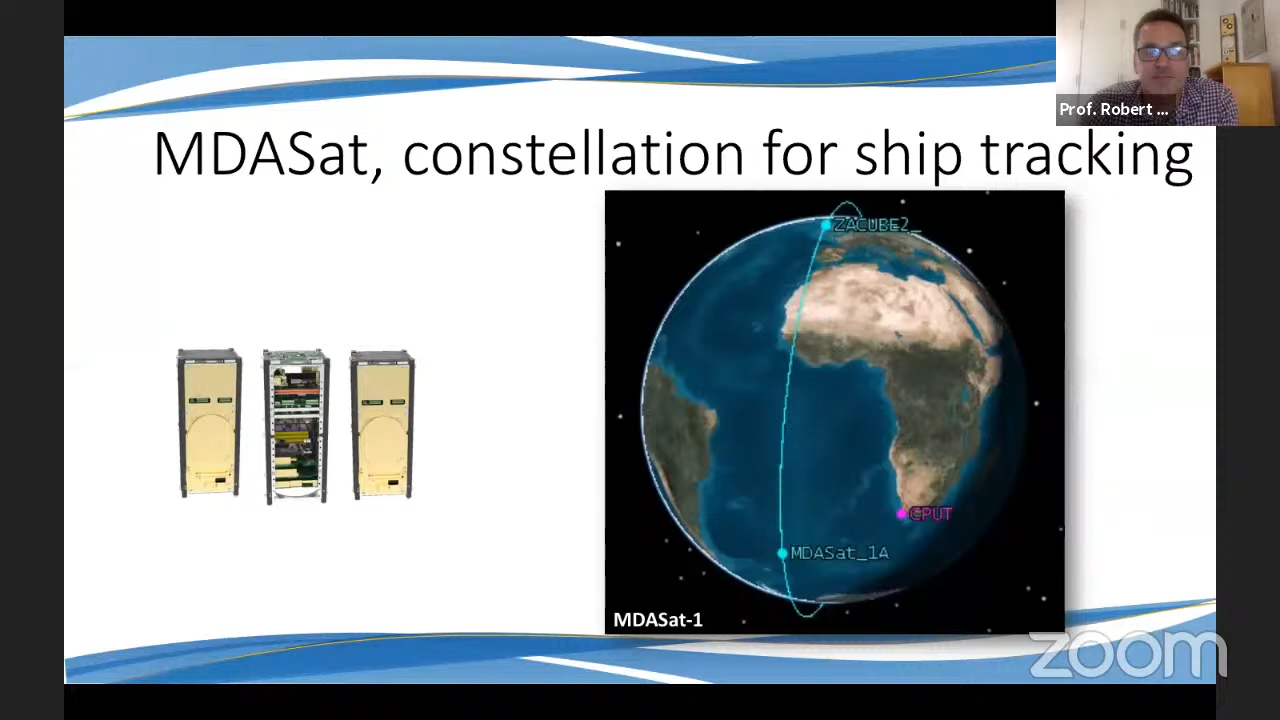 Prof. Robert ...
MDASat, constellation for ship tracking
ZACUBE2_
CPUT
MDASat_1A
MDASat-1
zoom